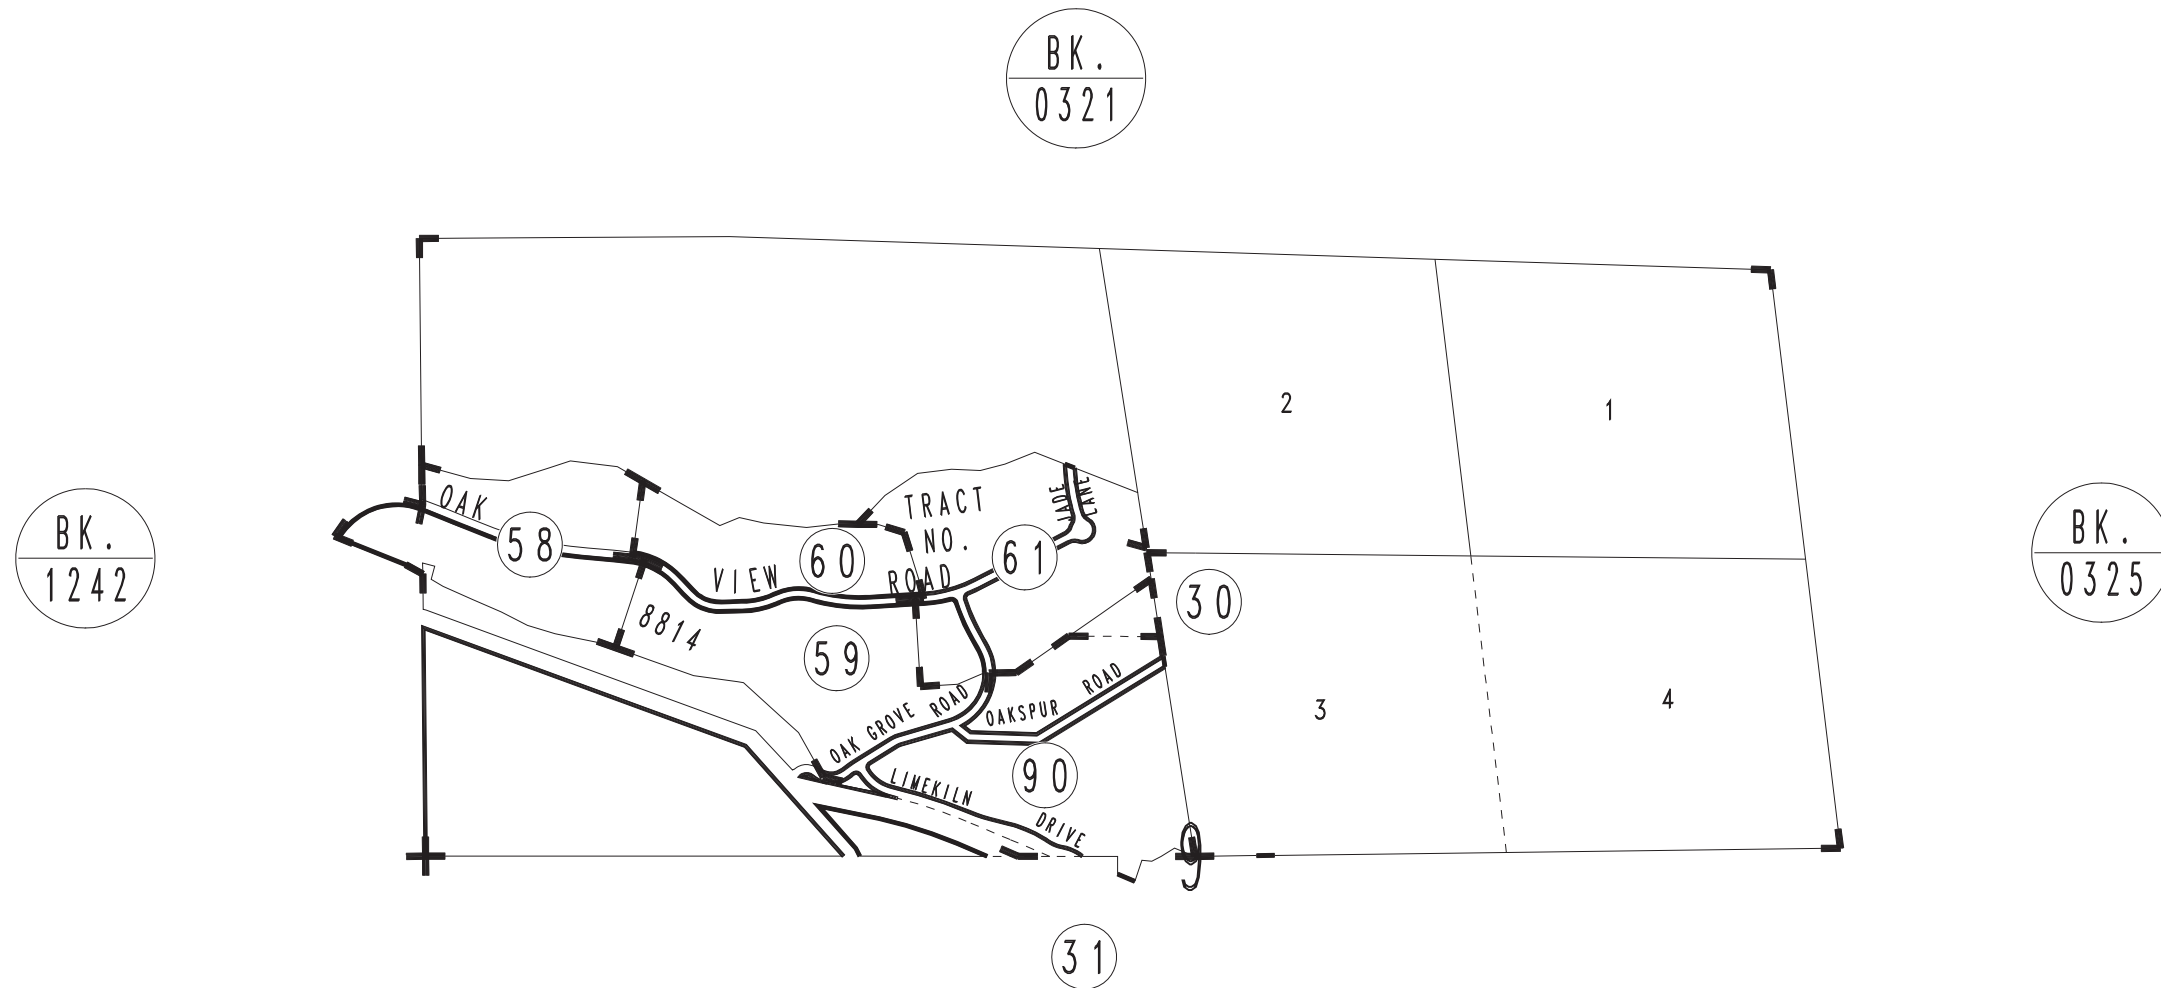 BK.
0321
2
1
BK.
1242
BK.
0325
OAK VIEW ROAD
TRACT
NO.
8814
JADE
LANE
58
60
61
30
59
OAK GROVE ROAD
OAKSPUR ROAD
3
4
90
LIMEKILN DRIVE
9
31